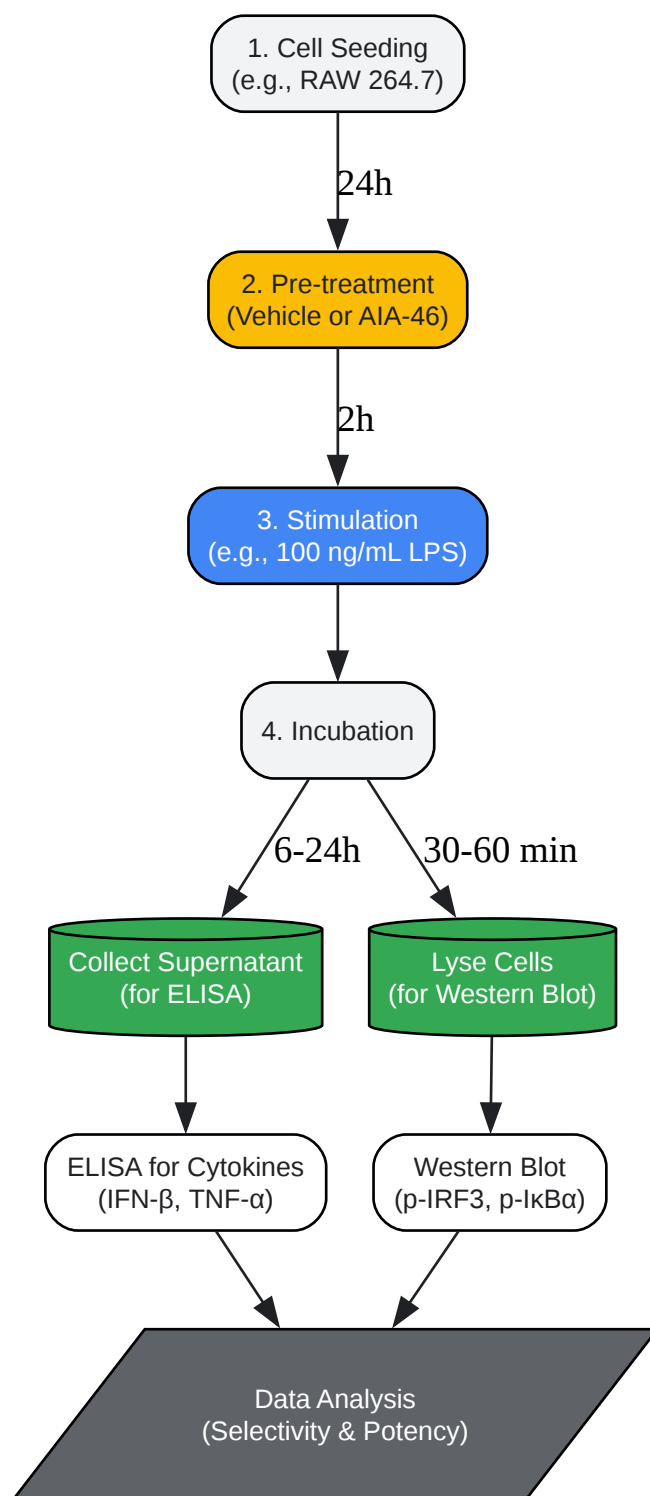 1. Cell Seeding
(e.g., RAW 264.7)
24h
2. Pre-treatment
(Vehicle or AIA-46)
2h
3. Stimulation
(e.g., 100 ng/mL LPS)
4. Incubation
6-24h
30-60 min
Collect Supernatant
(for ELISA)
Lyse Cells
(for Western Blot)
ELISA for Cytokines
(IFN-β, TNF-α)
Western Blot
(p-IRF3, p-IκBα)
Data Analysis
(Selectivity & Potency)